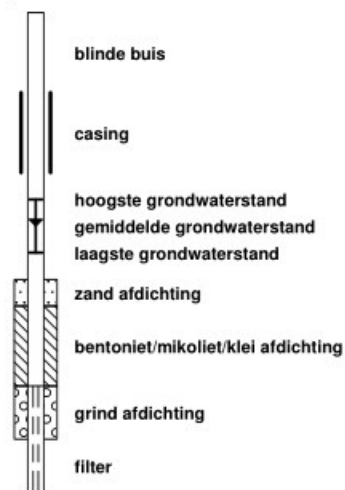 blinde buis
casing
hoogste grondwaterstand
gemiddelde grondwaterstand
laagste grondwaterstand
zand afdichting
bentoniet/mikoliet/klei afdichting
grind afdichting
filter